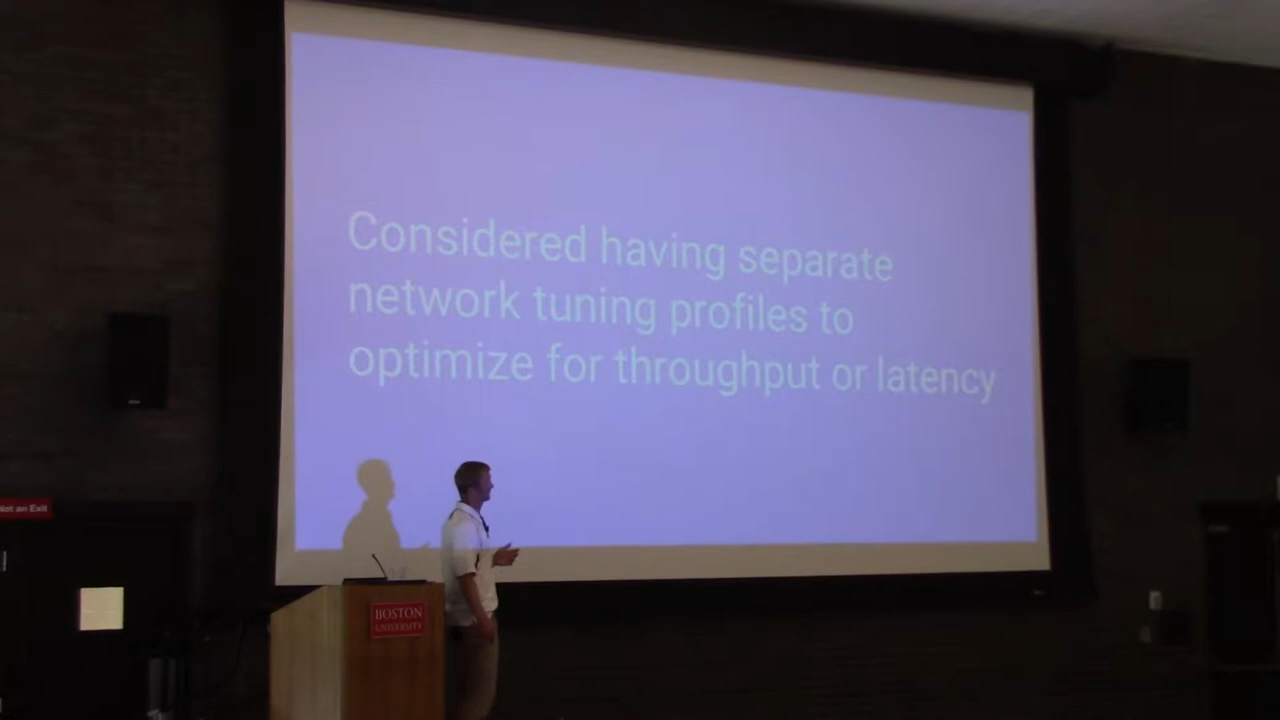 Considered having separate
network tuning profiles to
optimize for throughput or latency
Not an Exit
BOSTON
UNIVERSITY